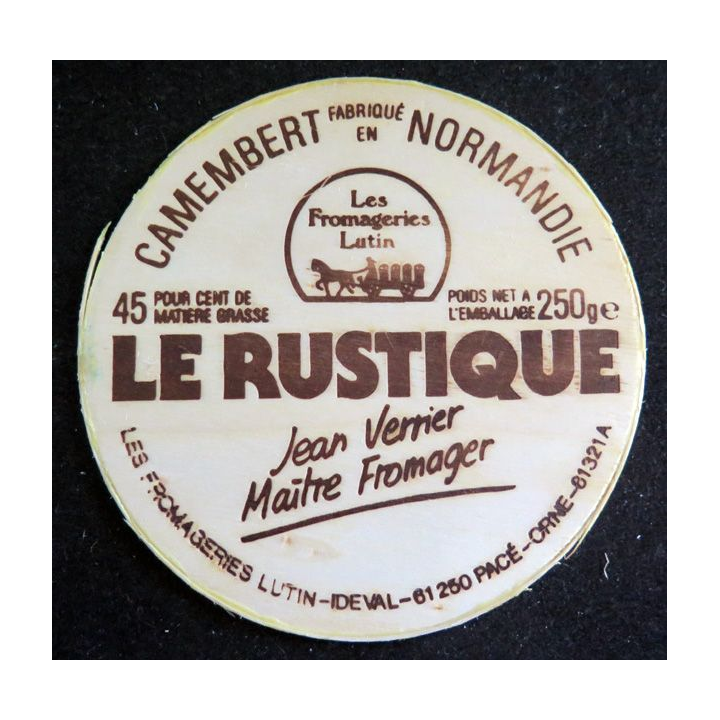 CAMEMBERT FABRIQUÉ EN NORMANDIE
Les
Fromageries
Lutin
45 POUR CENT DE
MATIERE GRASSE
POIDS NET A
L'EMBALLAGE 250g e
LE RUSTIQUE
Jean Verrier
Maître Fromager
LES FROMAGERIES LUTIN-IDEVAL-61250 PACÉ-ORNE-61321A